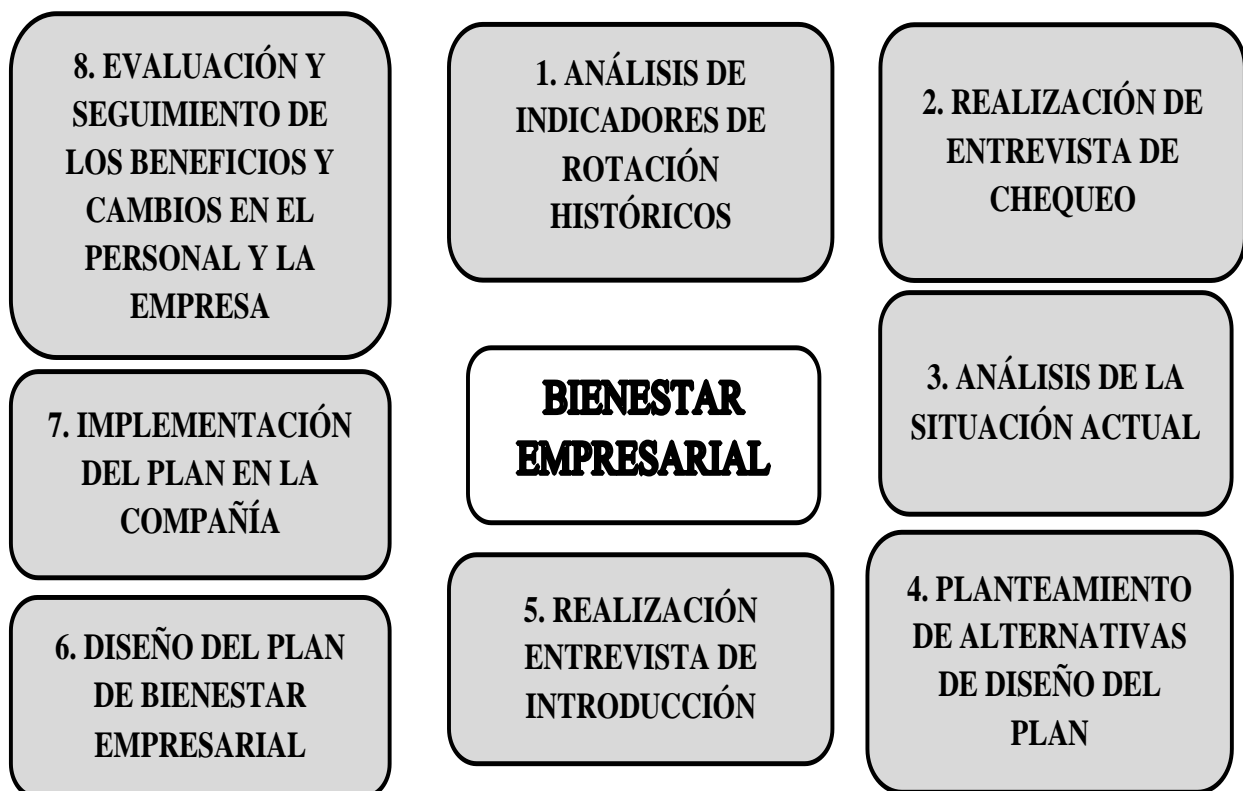 8. EVALUACIÓN Y
SEGUIMIENTO DE
LOS BENEFICIOS Y
CAMBIOS EN EL
PERSONAL Y LA
EMPRESA
1. ANÁLISIS DE
INDICADORES DE
ROTACIÓN
HISTÓRICOS
2. REALIZACIÓN DE
ENTREVISTA DE
CHEQUEO
7. IMPLEMENTACIÓN
DEL PLAN EN LA
COMPAÑÍA
BIENESTAR
EMPRESARIAL
3. ANÁLISIS DE LA
SITUACIÓN ACTUAL
6. DISEÑO DEL PLAN
DE BIENESTAR
EMPRESARIAL
5. REALIZACIÓN
ENTREVISTA DE
INTRODUCCIÓN
4. PLANTEAMIENTO
DE ALTERNATIVAS
DE DISEÑO DEL
PLAN